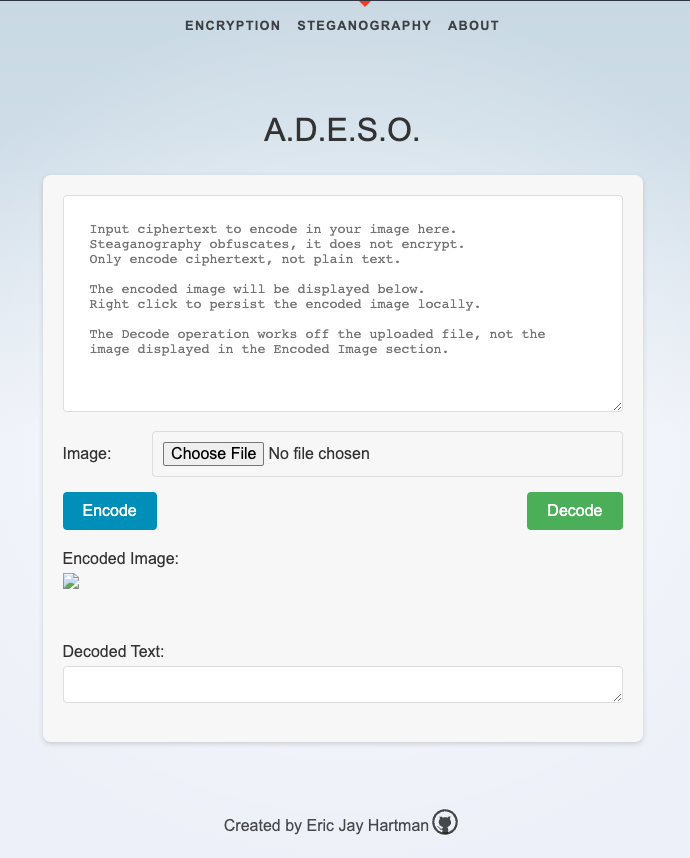 ENCRYPTION STEGANOGRAPHY ABOUT
A.D.E.S.O.
Input ciphertext to encode in your image here.
Steaganography obfuscates, it does not encrypt.
Only encode ciphertext, not plain text.
The encoded image will be displayed below.
Right click to persist the encoded image locally.
The Decode operation works off the uploaded file, not the
image displayed in the Encoded Image section.
Image: Choose File No file chosen
Encode Decode
Encoded Image:
Decoded Text:
Created by Eric Jay Hartman